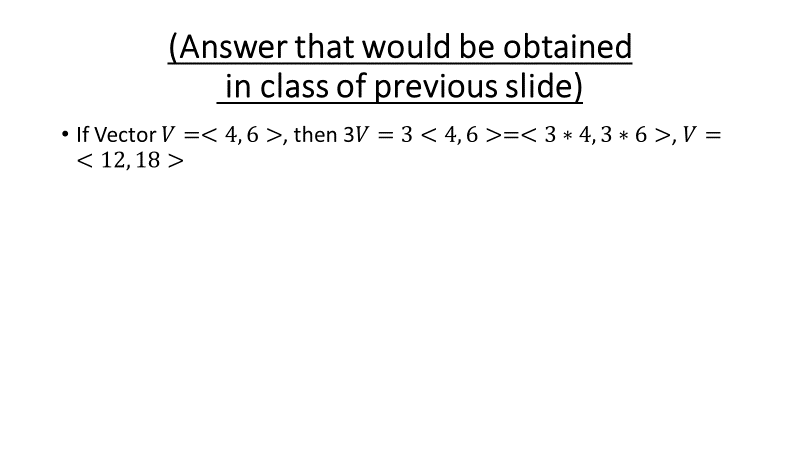 (Answer that would be obtained
in class of previous slide)
• If Vector 𝑉 =< 4, 6 >, then 3𝑉 = 3 < 4, 6 >=< 3 ∗ 4, 3 ∗ 6 >, 𝑉 =
< 12, 18 >